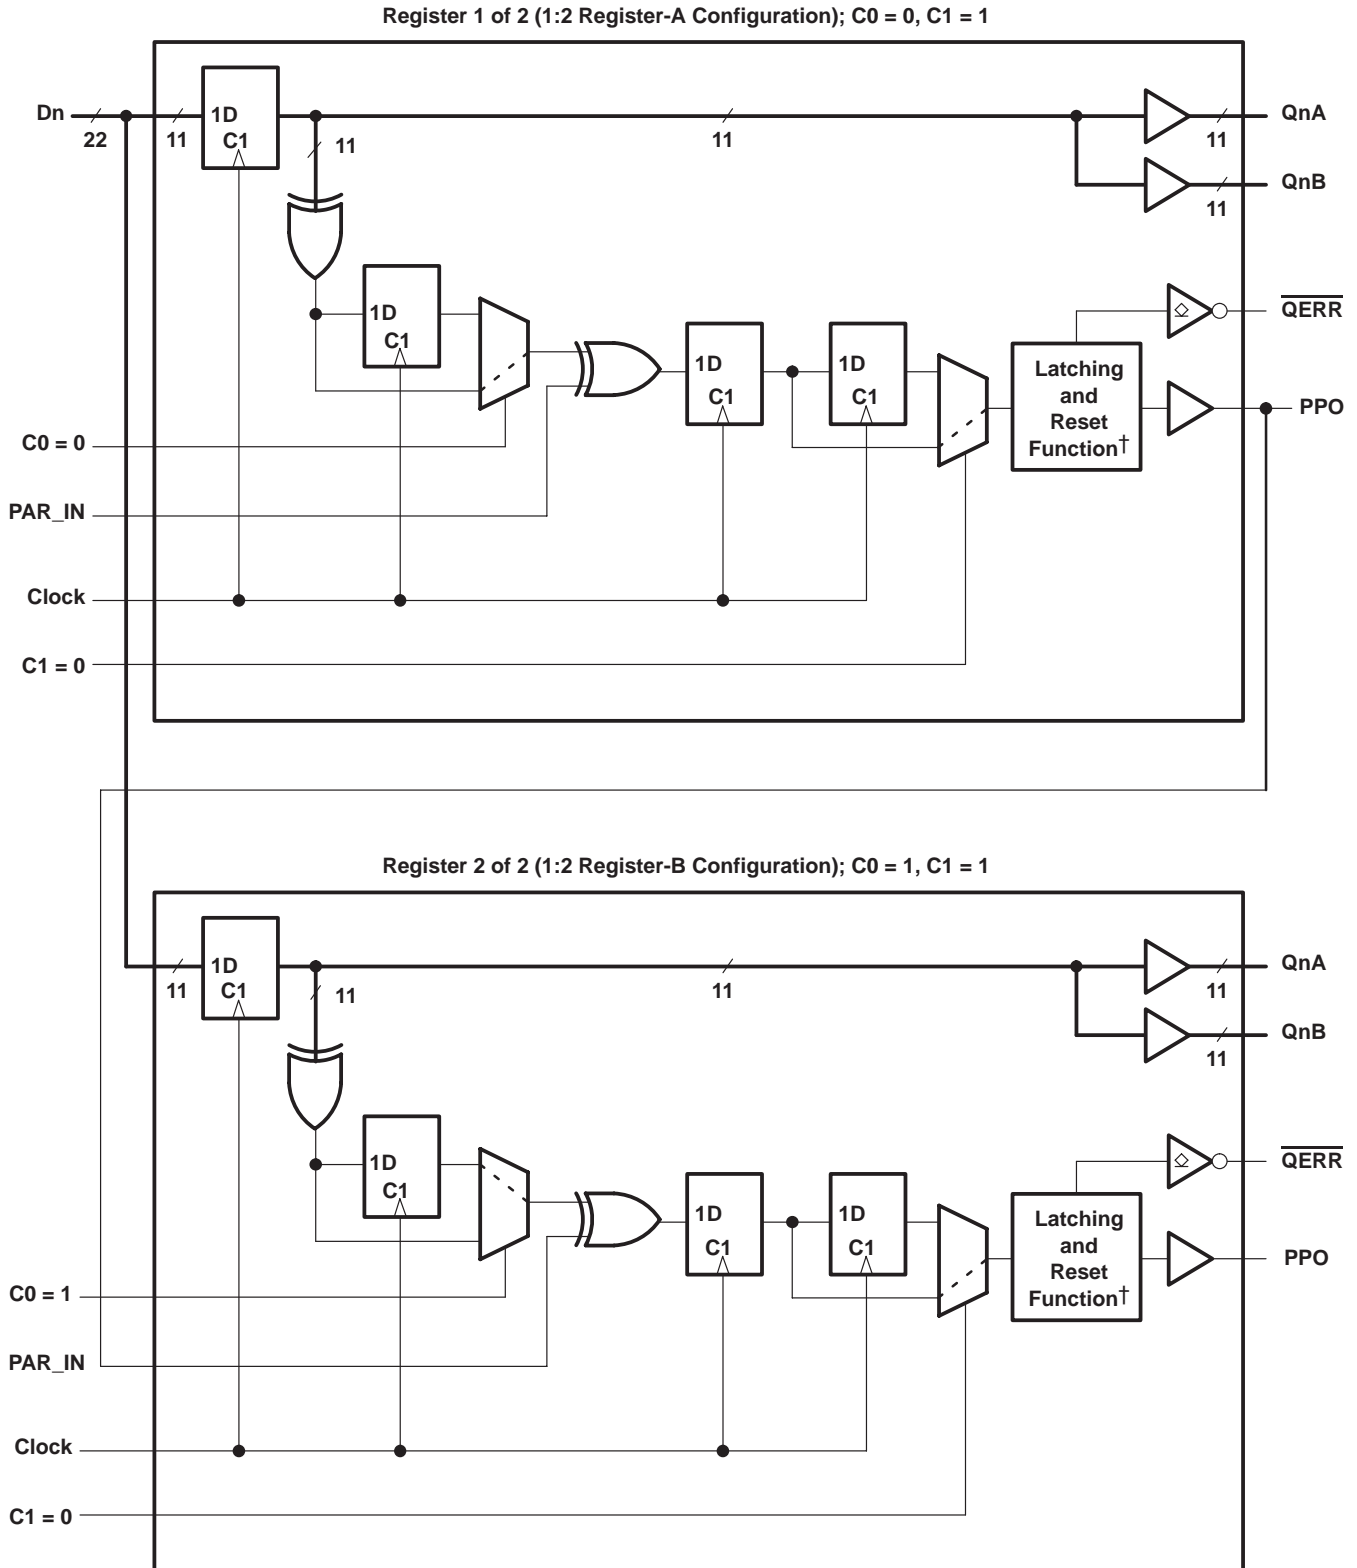 Register 1 of 2 (1:2 Register-A Configuration); C0 = 0, C1 = 1
Dn
22
11
1D
C1
11
11
11
QnA
11
QnB
1D
C1
1D
C1
1D
C1
Latching
and
Reset
Function†
QERR
PPO
C0 = 0
PAR_IN
Clock
C1 = 0
Register 2 of 2 (1:2 Register-B Configuration); C0 = 1, C1 = 1
11
1D
C1
11
11
11
QnA
11
QnB
1D
C1
1D
C1
1D
C1
Latching
and
Reset
Function†
QERR
PPO
C0 = 1
PAR_IN
Clock
C1 = 0